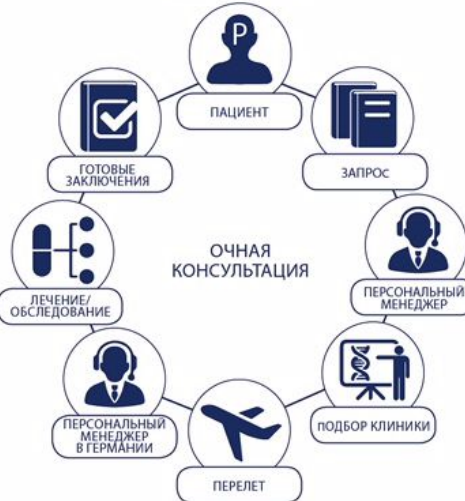 P
ПАЦИЕНТ
ЗАПРОС
ПЕРСОНАЛЬНЫЙ
МЕНЕДЖЕР
пОДБОР КЛИНИКИ
ПЕРЕЛЕТ
ПЕРСОНАЛЬНЫЙ
МЕНЕДЖЕР
В ГЕРМАНИИ
ЛЕЧЕНИЕ/
ОБСЛЕДОВАНИЕ
ГОТОВЫЕ
ЗАКЛЮЧЕНИЯ
ОЧНАЯ
КОНСУЛЬТАЦИЯ